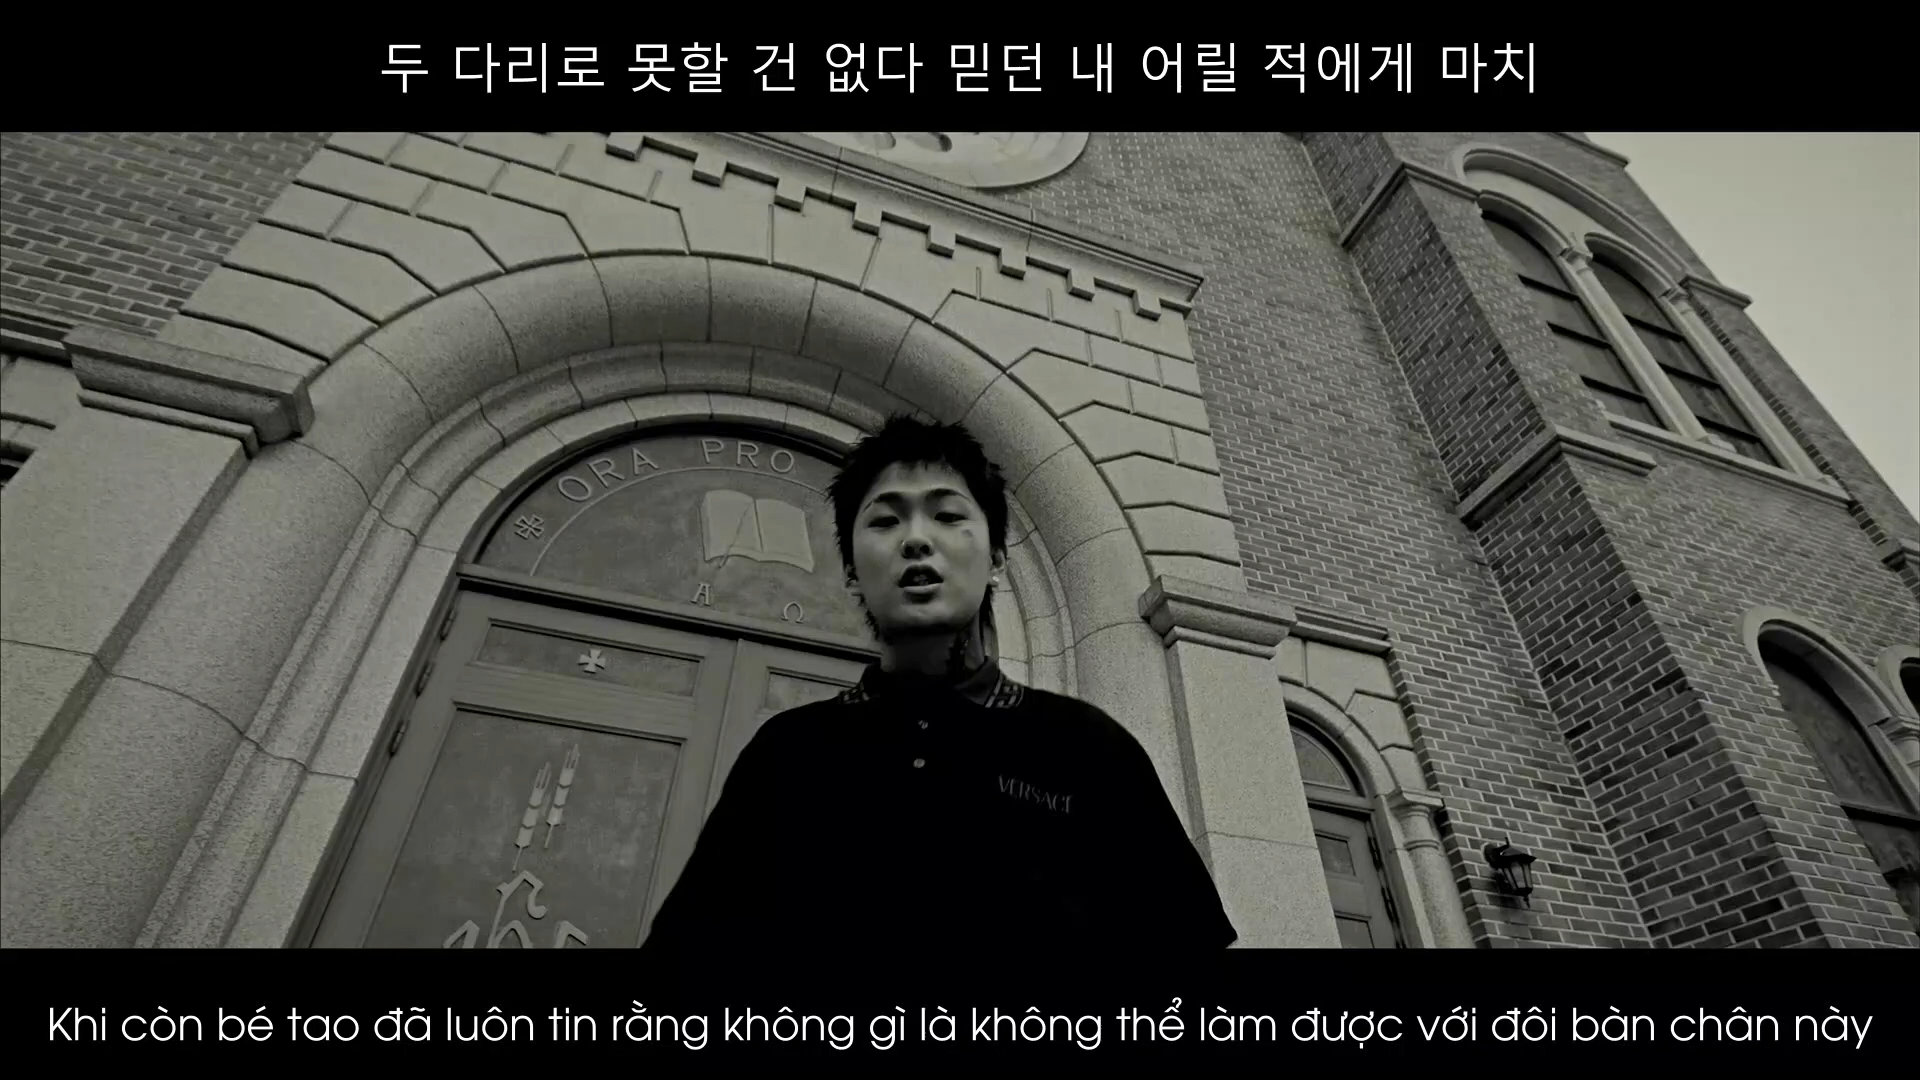 두 다리로 못할 건 없다 믿던 내 어릴 적에게 마치
ORA PRO
Α Ω
VERSACE
Khi còn bé tao đã luôn tin rằng không gì là không thể làm được với đôi bàn chân này